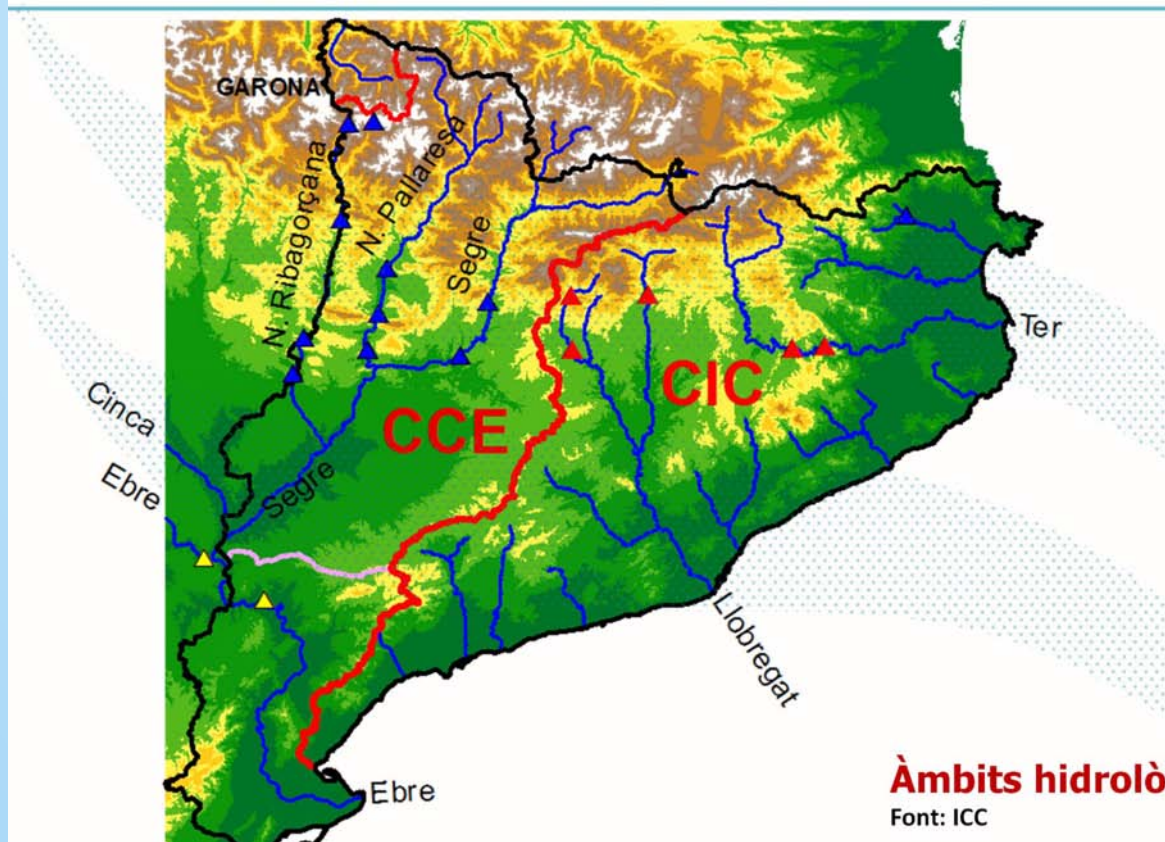 GARONA
N. Ribagorçana
N. Pallaresa
Segre
Ter
CIC
CCE
Cinca
Ebre
Segre
Llobregat
Ebre
Àmbits hidrolò
Font: ICC